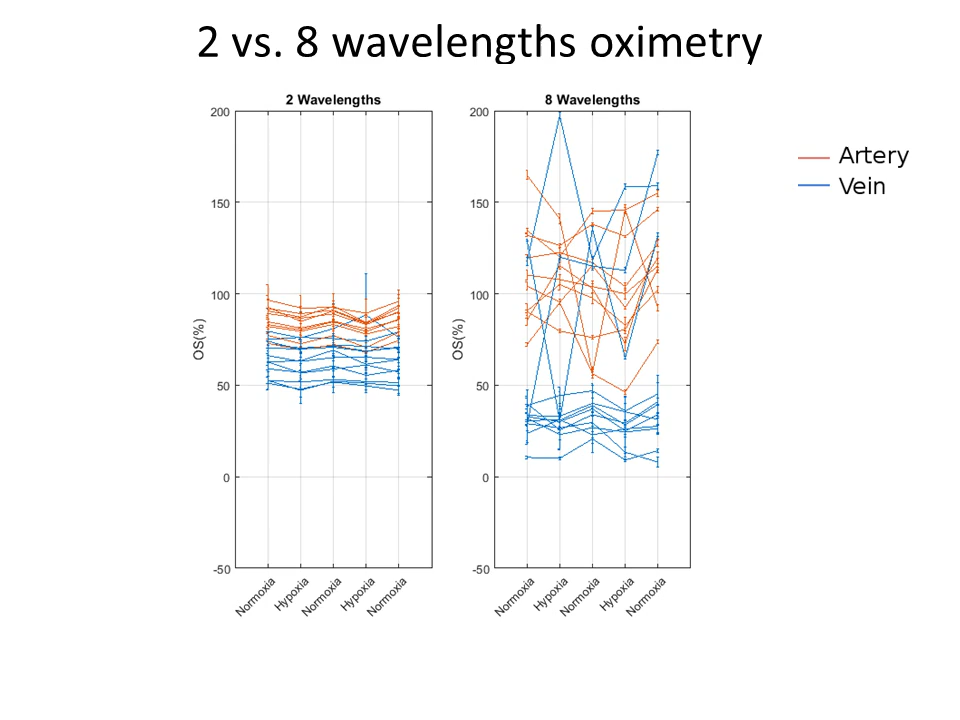 2 vs. 8 wavelengths oximetry
2 Wavelengths
200
150
100
50
0
-50
OS(%)
Normoxia
Hypoxia
Normoxia
Hypoxia
Normoxia
8 Wavelengths
200
150
100
50
0
-50
OS(%)
Normoxia
Hypoxia
Normoxia
Hypoxia
Normoxia
Artery
Vein